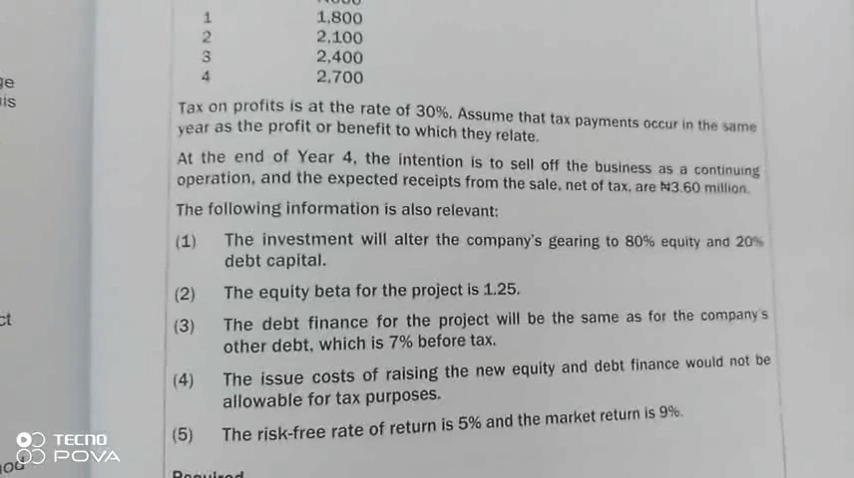 1 1,800
2 2,100
3 2,400
4 2,700
Tax on profits is at the rate of 30%. Assume that tax payments occur in the same
year as the profit or benefit to which they relate.
At the end of Year 4, the intention is to sell off the business as a continuing
operation, and the expected receipts from the sale, net of tax, are ₦3.60 million.
The following information is also relevant:
(1) The investment will alter the company's gearing to 80% equity and 20%
debt capital.
(2) The equity beta for the project is 1.25.
(3) The debt finance for the project will be the same as for the company's
other debt, which is 7% before tax.
(4) The issue costs of raising the new equity and debt finance would not be
allowable for tax purposes.
(5) The risk-free rate of return is 5% and the market return is 9%.
Required
TECNO
POVA